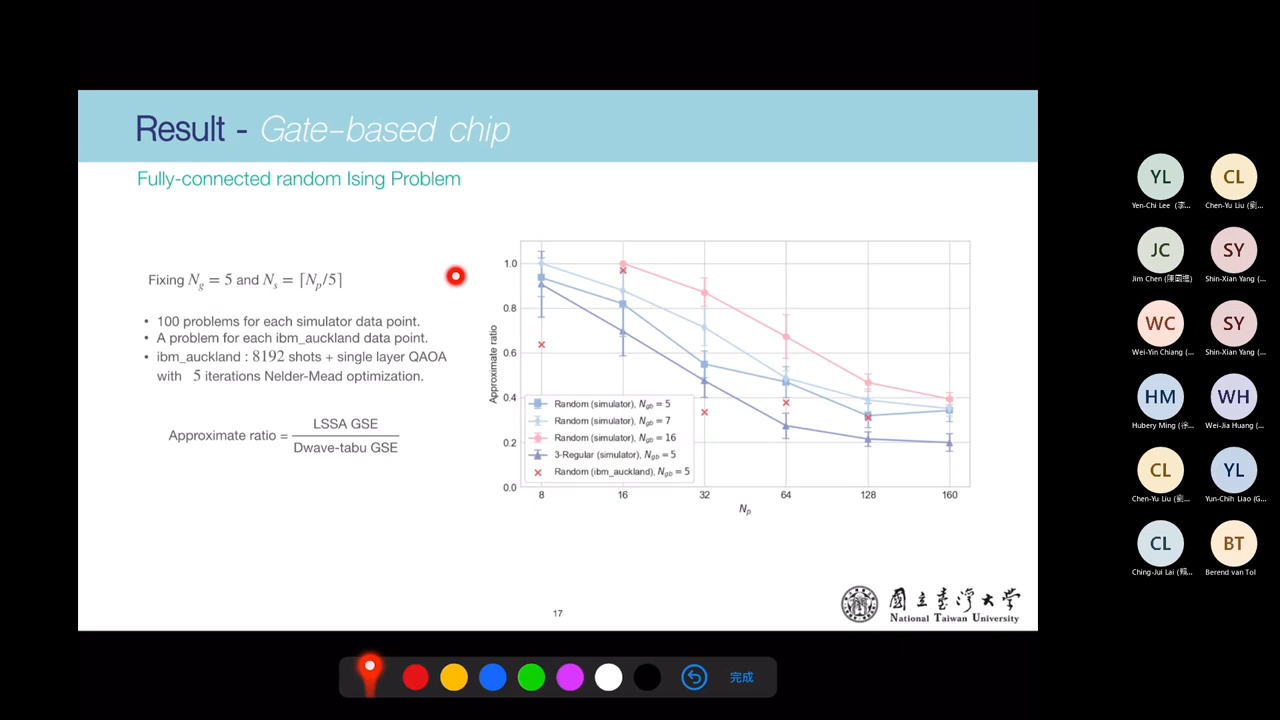 Result - Gate-based chip
Fully-connected random Ising Problem
Fixing N_g = 5 and N_s = ⌈N_p/5⌉
• 100 problems for each simulator data point.
• A problem for each ibm_auckland data point.
• ibm_auckland : 8192 shots + single layer QAOA
with 5 iterations Nelder-Mead optimization.
Approximate ratio = LSSA GSE / Dwave-tabu GSE
Approximate ratio
1.0
0.8
0.6
0.4
0.2
0.0
Random (simulator), N_gb = 5
Random (simulator), N_gb = 7
Random (simulator), N_gb = 16
3-Regular (simulator), N_gb = 5
Random (ibm_auckland), N_gb = 5
8 16 32 64 128 160
N_p
17
國立臺灣大學
National Taiwan University
完成
YL CL
Yen-Chi Lee (李... Chen-Yu Liu (劉...
JC SY
Jim Chen (陳國進) Shin-Xian Yang (...
WC SY
Wei-Yin Chiang (... Shin-Xian Yang (...
HM WH
Hubery Ming (徐... Wei-Jia Huang (...
CL YL
Chen-Yu Liu (劉... Yun-Chih Liao (G...
CL BT
Ching-Jui Lai (賴... Berend van Tol